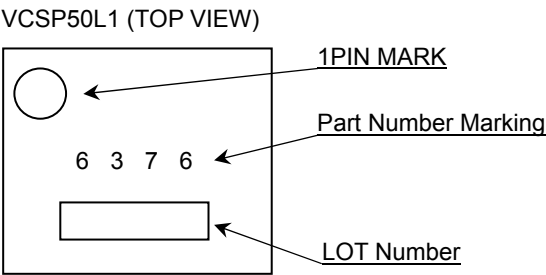 VCSP50L1 (TOP VIEW)
1PIN MARK
Part Number Marking
6 3 7 6
LOT Number